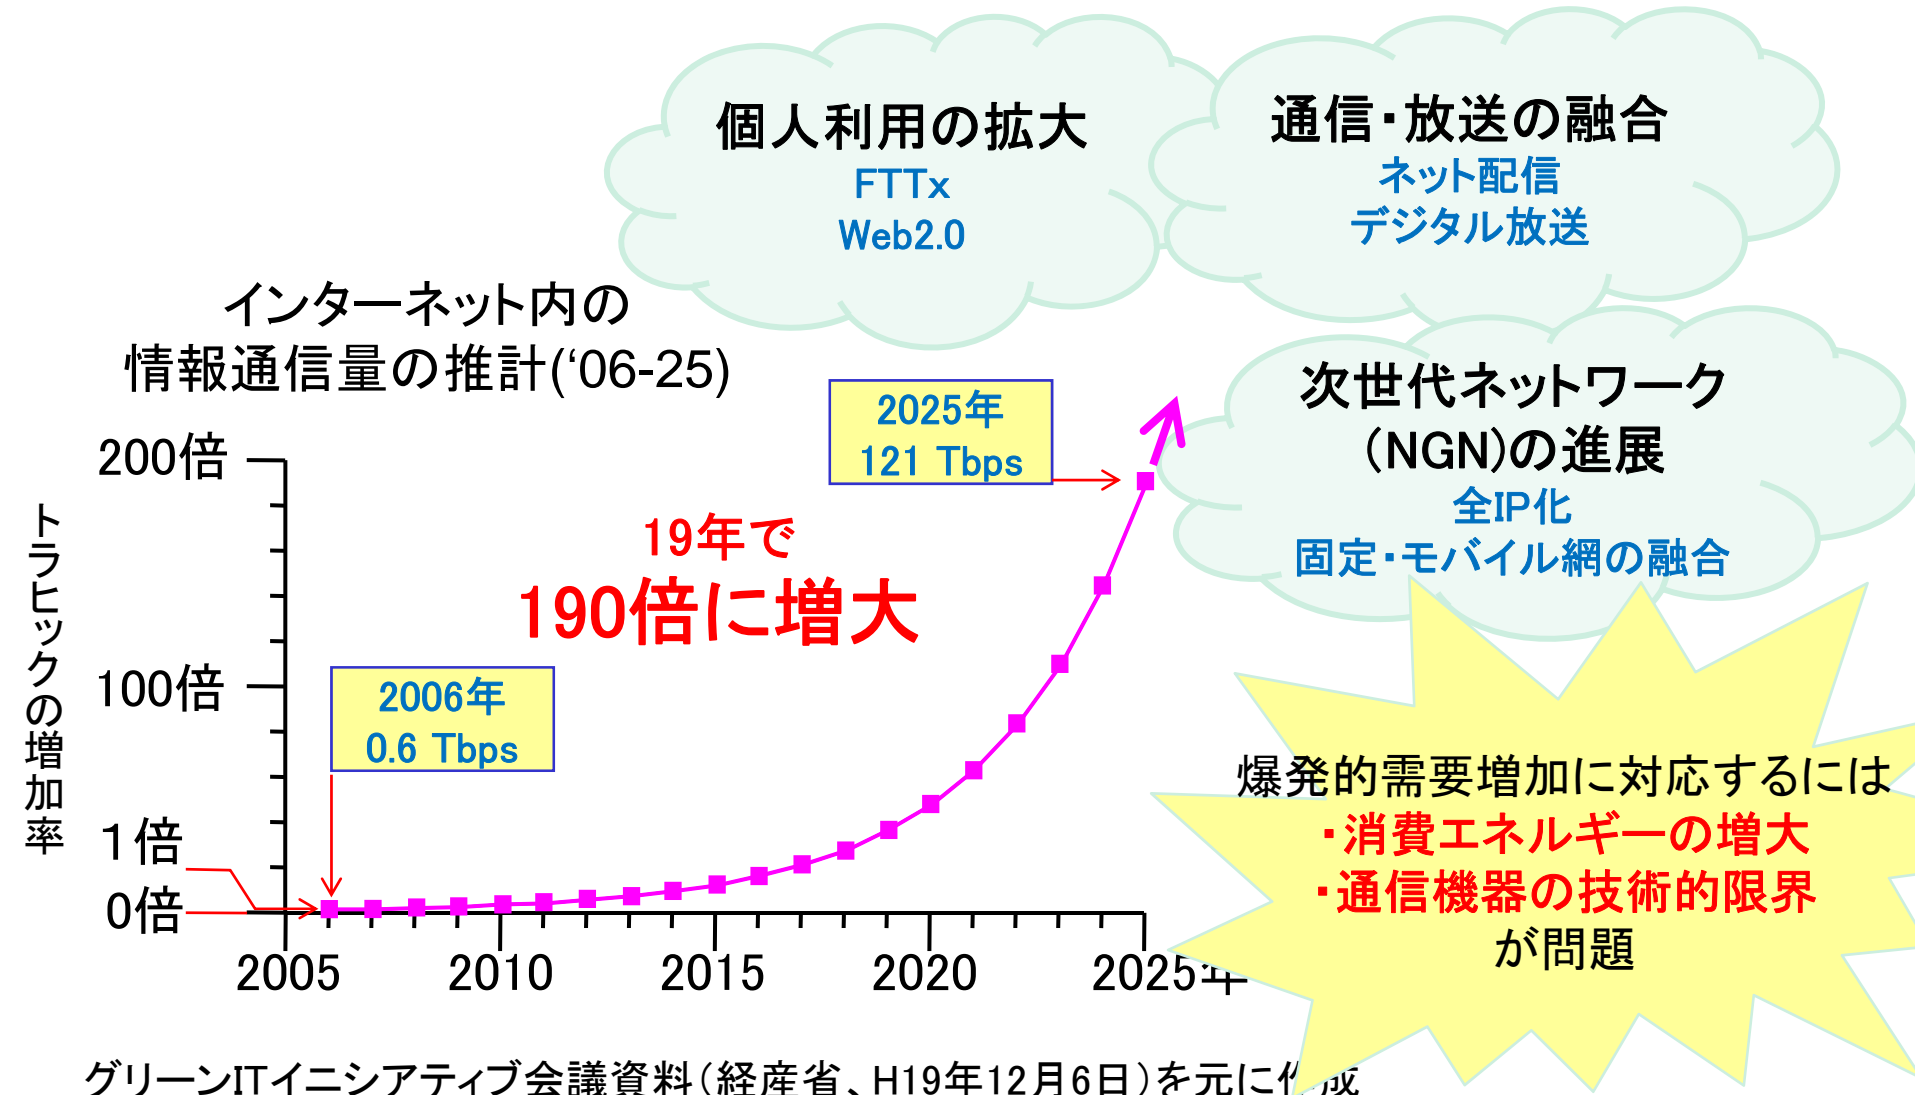 個人利用の拡大
FTTx
Web2.0
通信・放送の融合
ネット配信
デジタル放送
インターネット内の
情報通信量の推計(‘06-25)
次世代ネットワーク
(NGN)の進展
全IP化
固定・モバイル網の融合
2025年
121 Tbps
19年で
190倍に増大
2006年
0.6 Tbps
トラヒックの増加率
200倍
100倍
1倍
0倍
2005
2010
2015
2020
2025年
爆発的需要増加に対応するには
・消費エネルギーの増大
・通信機器の技術的限界
が問題
グリーンITイニシアティブ会議資料(経産省、H19年12月6日)を元に作成